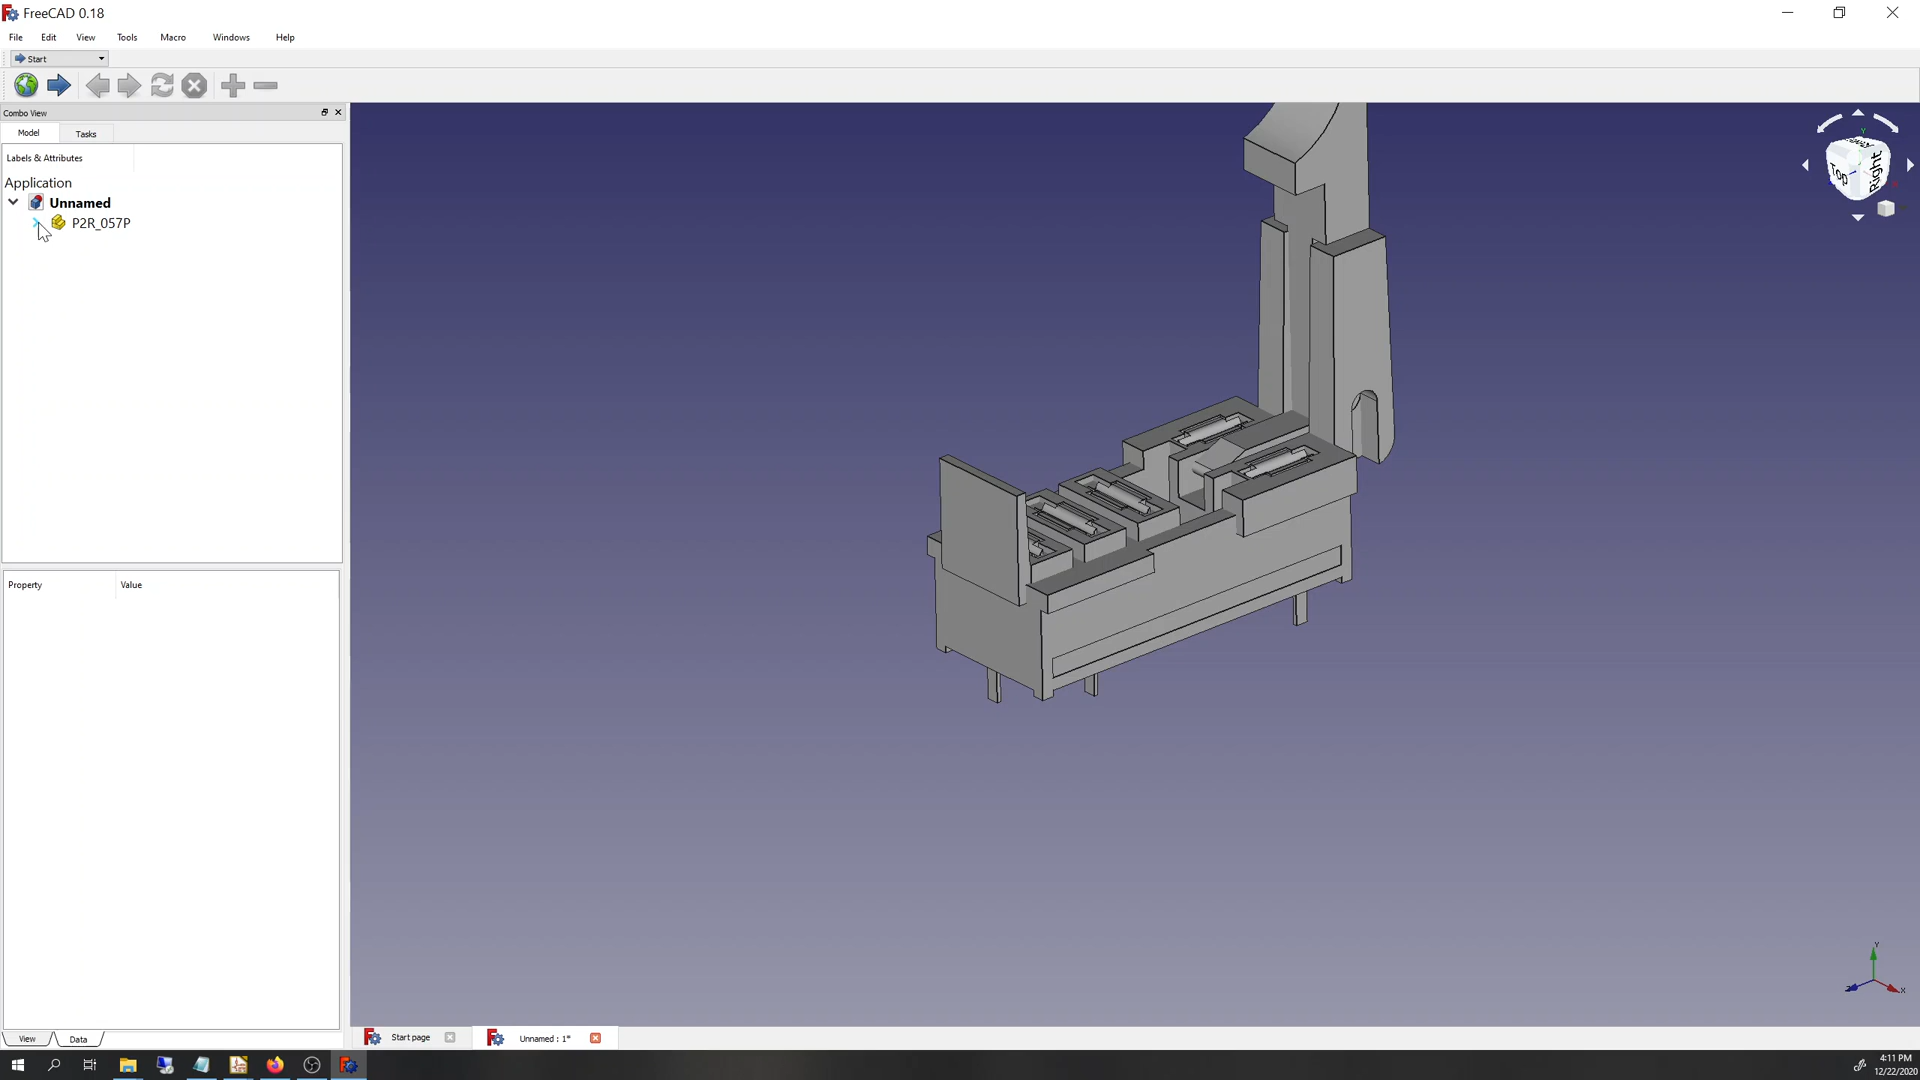 FreeCAD 0.18
File Edit View Tools Macro Windows Help
Start
Combo View
Model Tasks
Labels & Attributes
Application
Unnamed
P2R_057P
Property Value
View Data
Start page Unnamed : 1*
Top Right
Y
Z X
4:11 PM
12/22/2020